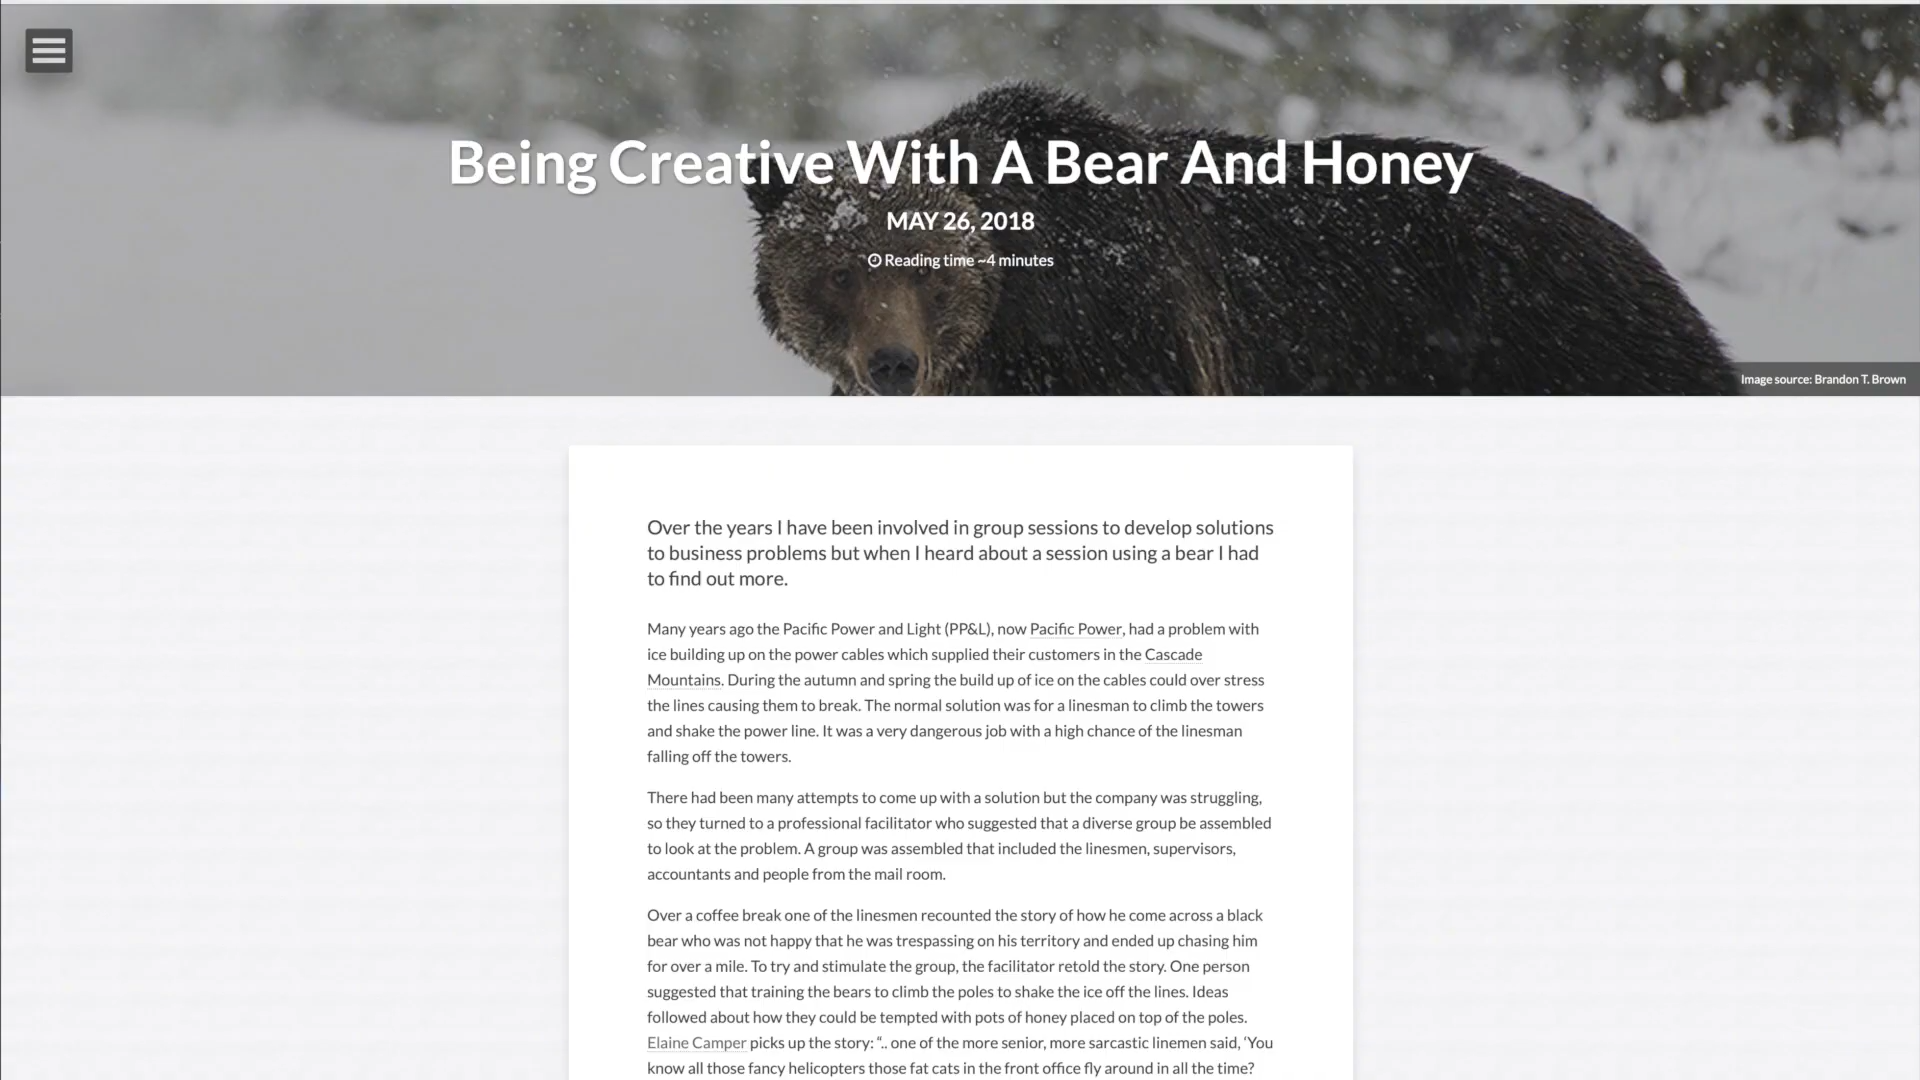 Being Creative With A Bear And Honey
MAY 26, 2018
Reading time ~4 minutes
Image source: Brandon T. Brown
Over the years I have been involved in group sessions to develop solutions
to business problems but when I heard about a session using a bear I had
to find out more.
Many years ago the Pacific Power and Light (PP&L), now Pacific Power, had a problem with
ice building up on the power cables which supplied their customers in the Cascade
Mountains. During the autumn and spring the build up of ice on the cables could over stress
the lines causing them to break. The normal solution was for a linesman to climb the towers
and shake the power line. It was a very dangerous job with a high chance of the linesman
falling off the towers.
There had been many attempts to come up with a solution but the company was struggling,
so they turned to a professional facilitator who suggested that a diverse group be assembled
to look at the problem. A group was assembled that included the linesmen, supervisors,
accountants and people from the mail room.
Over a coffee break one of the linesmen recounted the story of how he come across a black
bear who was not happy that he was trespassing on his territory and ended up chasing him
for over a mile. To try and stimulate the group, the facilitator retold the story. One person
suggested that training the bears to climb the poles to shake the ice off the lines. Ideas
followed about how they could be tempted with pots of honey placed on top of the poles.
Elaine Camper picks up the story: “.. one of the more senior, more sarcastic linemen said, ‘You
know all those fancy helicopters those fat cats in the front office fly around in all the time?